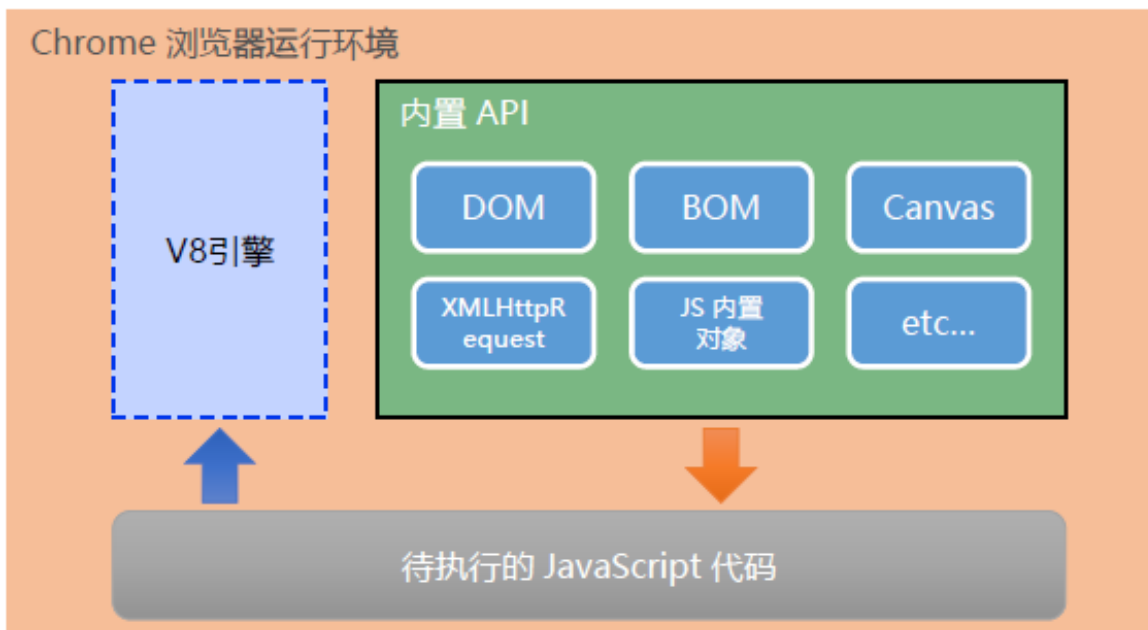 Chrome 浏览器运行环境
内置 API
V8引擎
DOM
BOM
Canvas
XMLHttpR
equest
JS 内置
对象
etc...
待执行的 JavaScript 代码